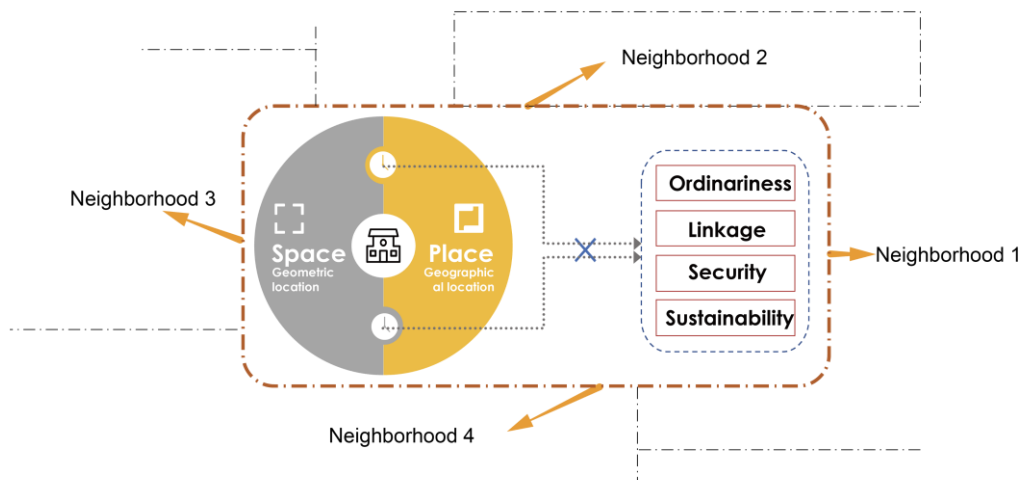 Neighborhood 2
Neighborhood 3
Space
Geometric
location
Place
Geographic
al location
Ordinariness
Linkage
Security
Sustainability
Neighborhood 1
Neighborhood 4